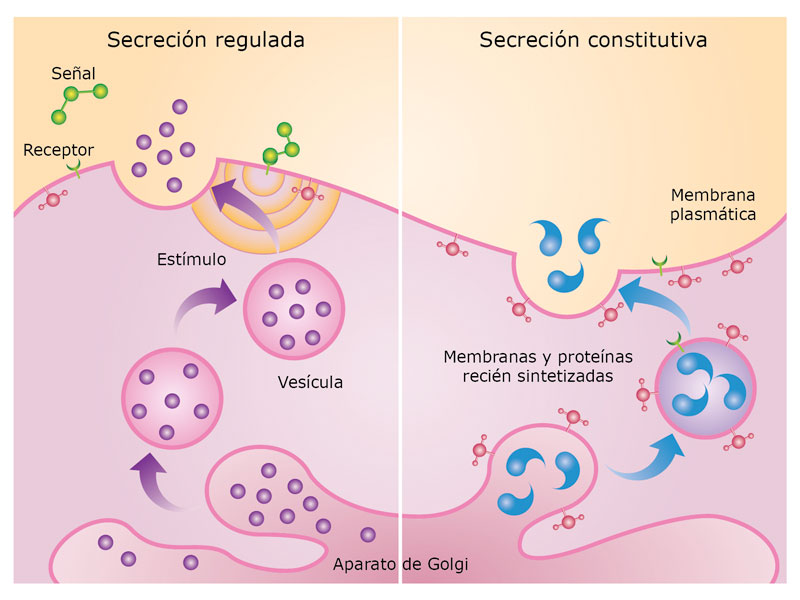 Secreción regulada
Señal
Receptor
Estímulo
Vesícula
Secreción constitutiva
Membrana
plasmática
Membranas y proteínas
recién sintetizadas
Aparato de Golgi